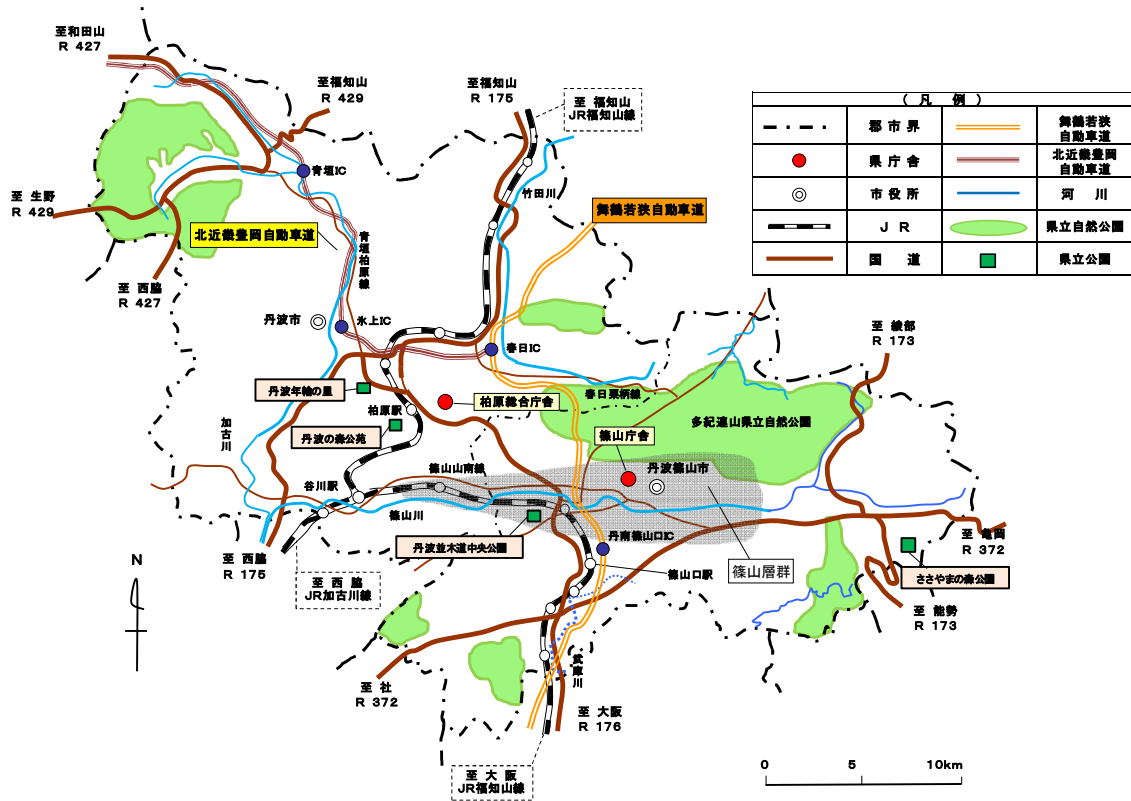 至和田山
R 427
至福知山
R 429
至福知山
R 175
至 福知山
JR福知山線
(凡 例)
郡市界
舞鶴若狭
自動車道
県庁舎
北近畿豊岡
自動車道
市役所
河 川
J R
県立自然公園
国 道
県立公園
青垣IC
竹田川
至 生野
R 429
舞鶴若狭自動車道
北近畿豊岡自動車道
青垣柏原線
至 西脇
R 427
丹波市
氷上IC
至 綾部
R 173
春日IC
丹波年輪の里
柏原駅
柏原総合庁舎
春日栗柄線
多紀連山県立自然公園
加古川
丹波の森公苑
篠山庁舎
丹波篠山市
篠山山南線
谷川駅
篠山川
丹波並木道中央公園
丹南篠山口IC
至 西脇
R 175
篠山口駅
篠山層群
至 亀岡
R 372
ささやまの森公園
N
至 西 脇
JR加古川線
至 能勢
R 173
武庫川
至 社
R 372
至 大阪
R 176
至 大 阪
JR福知山線
0 5 10km